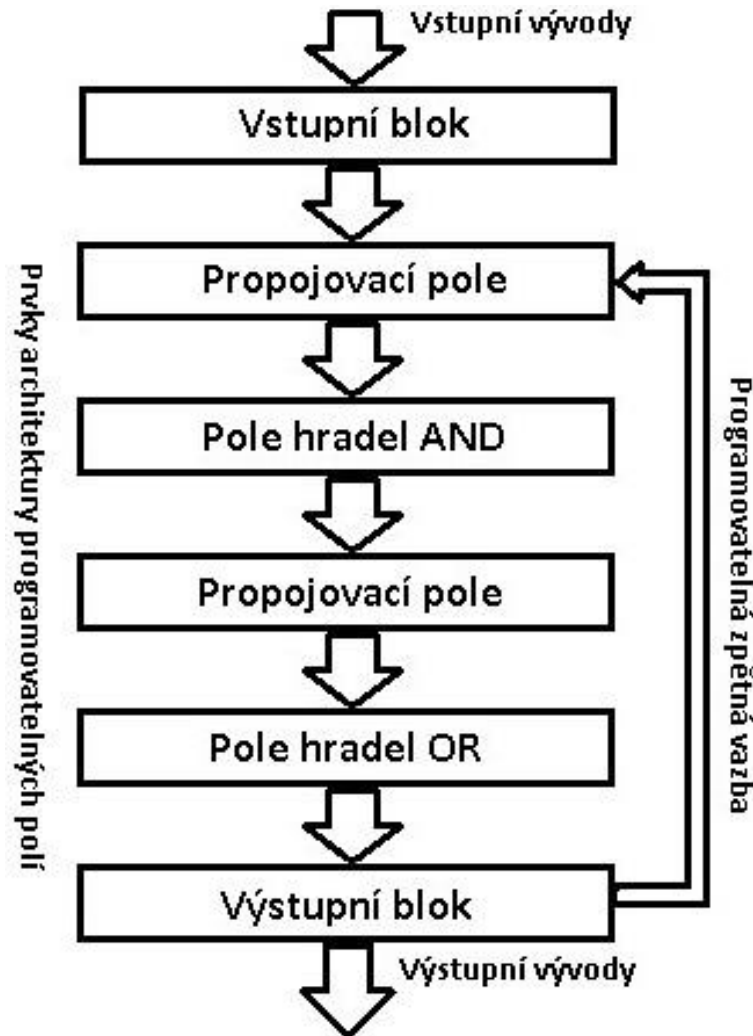 Vstupní vývody
Vstupní blok
Propojovací pole
Pole hradel AND
Propojovací pole
Pole hradel OR
Výstupní blok
Výstupní vývody
Prvky architektury programovatelných polí
Programovatelná zpětná vazba